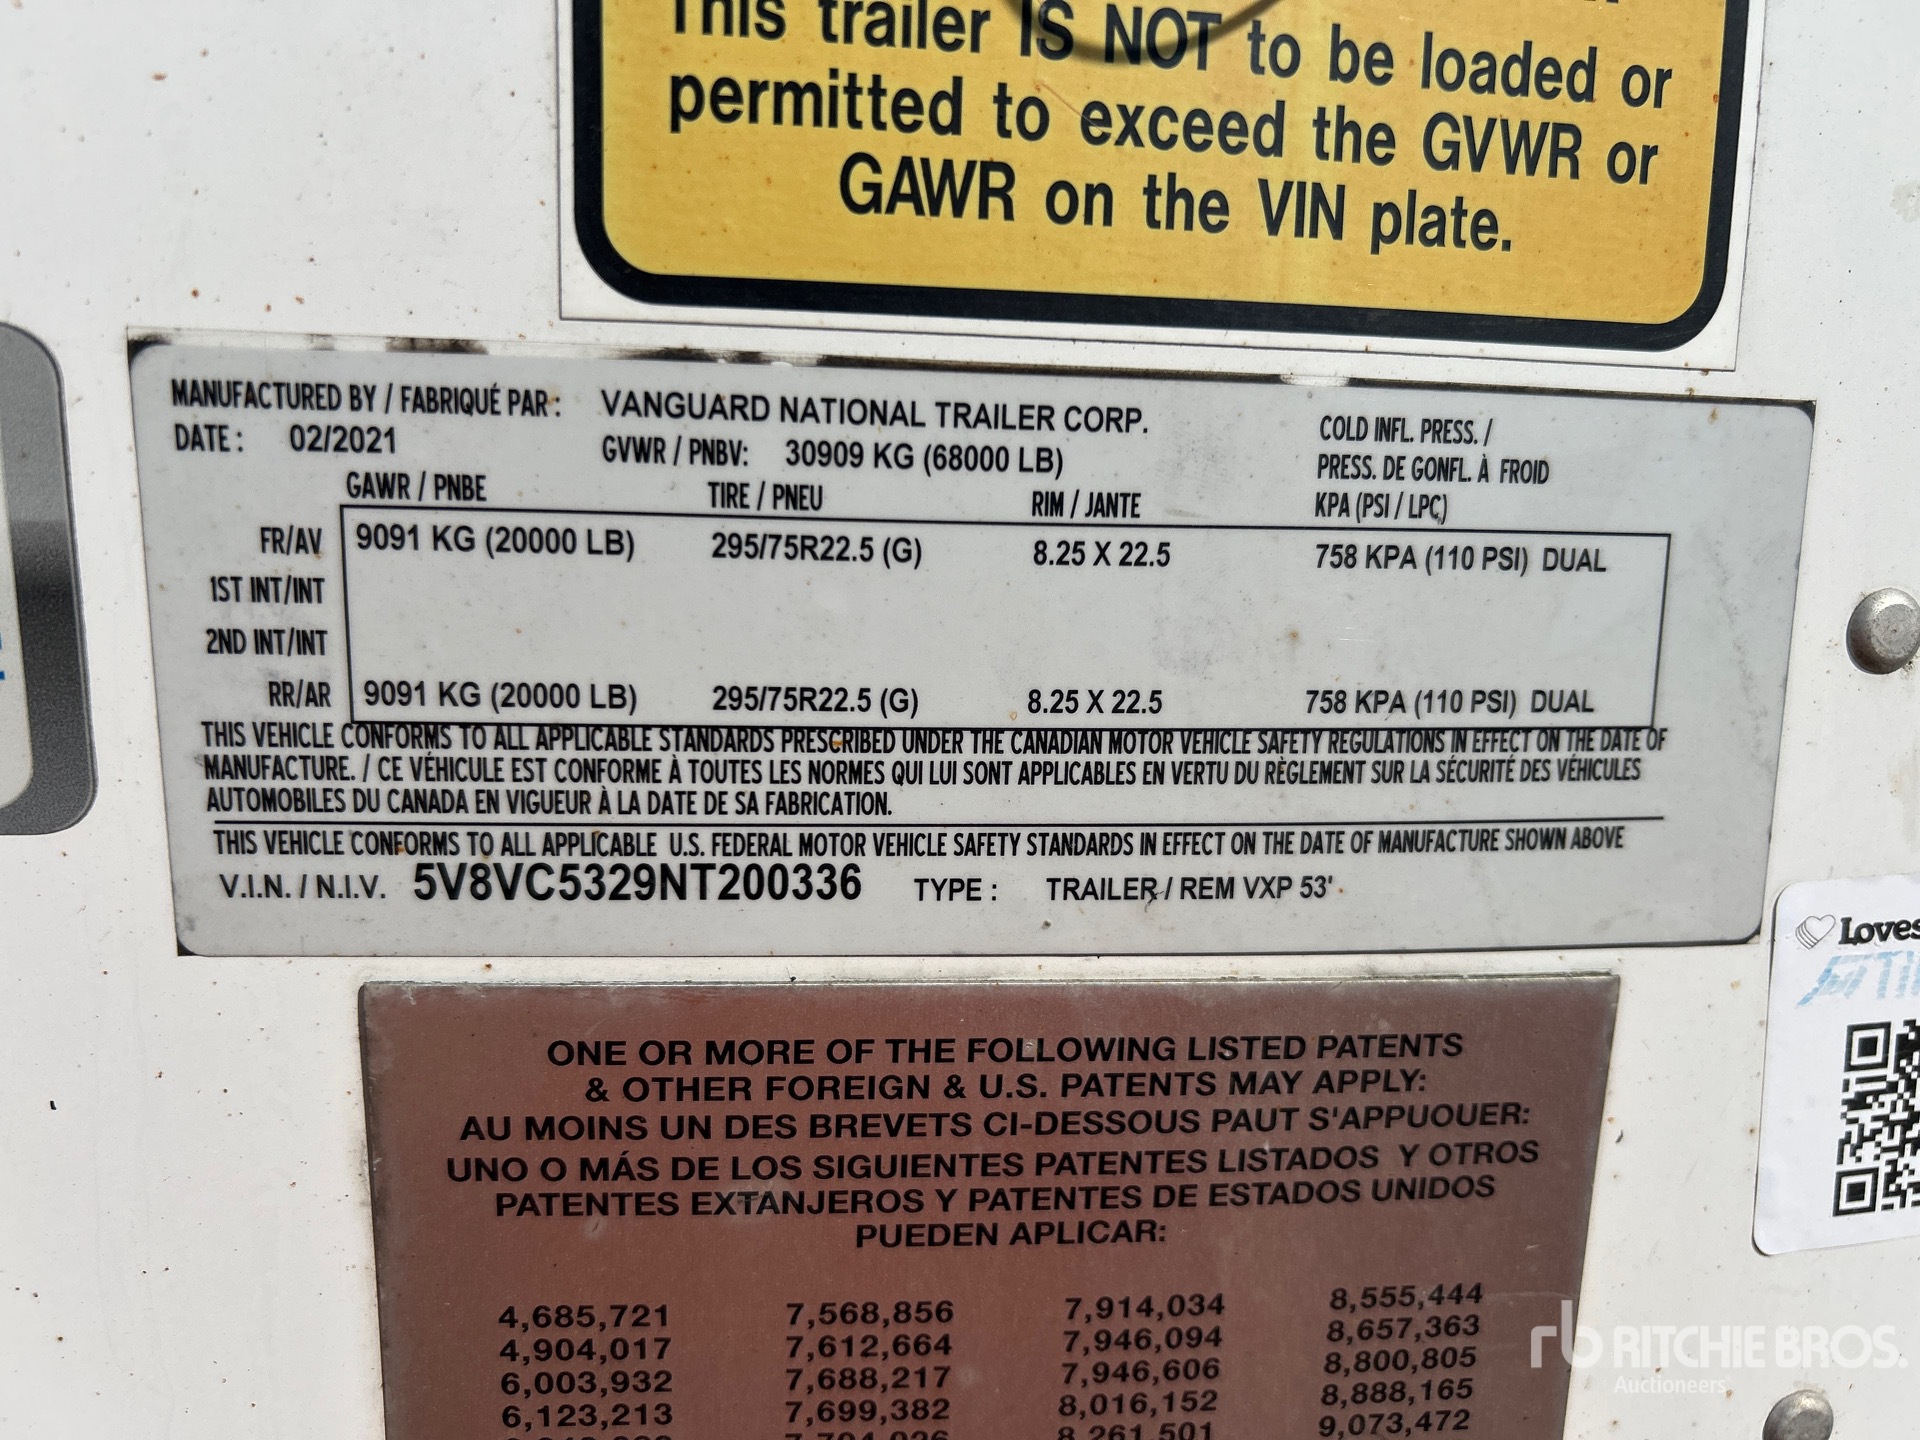 This trailer IS NOT to be loaded or
permitted to exceed the GVWR or
GAWR on the VIN plate.
MANUFACTURED BY / FABRIQUÉ PAR : VANGUARD NATIONAL TRAILER CORP.
DATE : 02/2021 GVWR / PNBV: 30909 KG (68000 LB)
COLD INFL. PRESS. /
PRESS. DE GONFL. À FROID
KPA (PSI / LPC)
GAWR / PNBE TIRE / PNEU RIM / JANTE
FR/AV 9091 KG (20000 LB) 295/75R22.5 (G) 8.25 X 22.5 758 KPA (110 PSI) DUAL
1ST INT/INT
2ND INT/INT
RR/AR 9091 KG (20000 LB) 295/75R22.5 (G) 8.25 X 22.5 758 KPA (110 PSI) DUAL
THIS VEHICLE CONFORMS TO ALL APPLICABLE STANDARDS PRESCRIBED UNDER THE CANADIAN MOTOR VEHICLE SAFETY REGULATIONS IN EFFECT ON THE DATE OF
MANUFACTURE. / CE VÉHICULE EST CONFORME À TOUTES LES NORMES QUI LUI SONT APPLICABLES EN VERTU DU RÈGLEMENT SUR LA SÉCURITÉ DES VÉHICULES
AUTOMOBILES DU CANADA EN VIGUEUR À LA DATE DE SA FABRICATION.
THIS VEHICLE CONFORMS TO ALL APPLICABLE U.S. FEDERAL MOTOR VEHICLE SAFETY STANDARDS IN EFFECT ON THE DATE OF MANUFACTURE SHOWN ABOVE
V.I.N. / N.I.V. 5V8VC5329NT200336 TYPE : TRAILER / REM VXP 53'
Loves
ONE OR MORE OF THE FOLLOWING LISTED PATENTS
& OTHER FOREIGN & U.S. PATENTS MAY APPLY:
AU MOINS UN DES BREVETS CI-DESSOUS PAUT S'APPUOUER:
UNO O MÁS DE LOS SIGUIENTES PATENTES LISTADOS Y OTROS
PATENTES EXTANJEROS Y PATENTES DE ESTADOS UNIDOS
PUEDEN APLICAR:
4,685,721 7,568,856 7,914,034 8,555,444
4,904,017 7,612,664 7,946,094 8,657,363
6,003,932 7,688,217 7,946,606 8,800,805
6,123,213 7,699,382 8,016,152 8,888,165
8,261,501 9,073,472
rb RITCHIE BROS.
Auctioneers